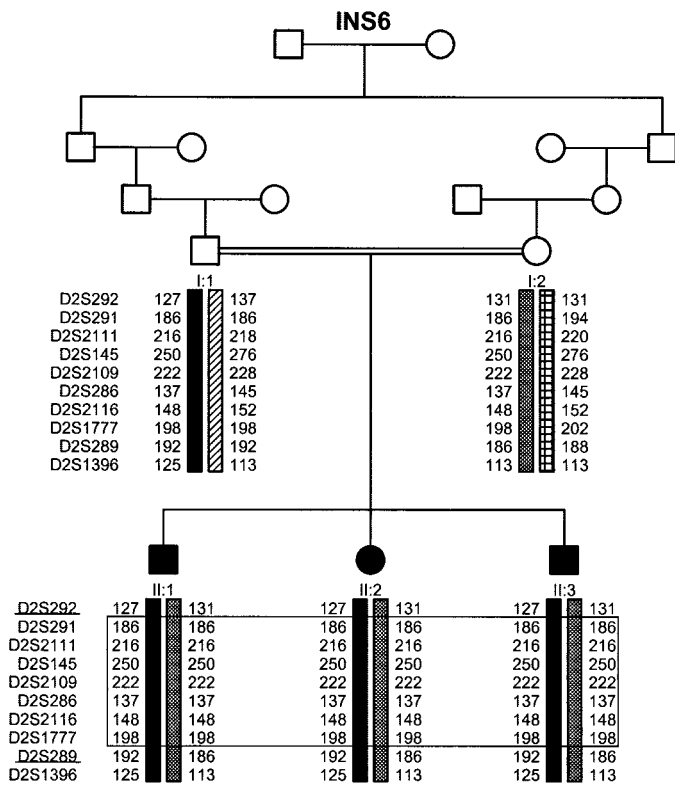 INS6
I:1 I:2
D2S292 127 137 131 131
D2S291 186 186 186 194
D2S2111 216 218 216 220
D2S145 250 276 250 276
D2S2109 222 228 222 228
D2S286 137 145 137 145
D2S2116 148 152 148 152
D2S1777 198 198 198 202
D2S289 192 192 186 188
D2S1396 125 113 113 113
II:1 II:2 II:3
D2S292 127 131 127 131 127 131
D2S291 186 186 186 186 186 186
D2S2111 216 216 216 216 216 216
D2S145 250 250 250 250 250 250
D2S2109 222 222 222 222 222 222
D2S286 137 137 137 137 137 137
D2S2116 148 148 148 148 148 148
D2S1777 198 198 198 198 198 198
D2S289 192 186 192 186 192 186
D2S1396 125 113 125 113 125 113